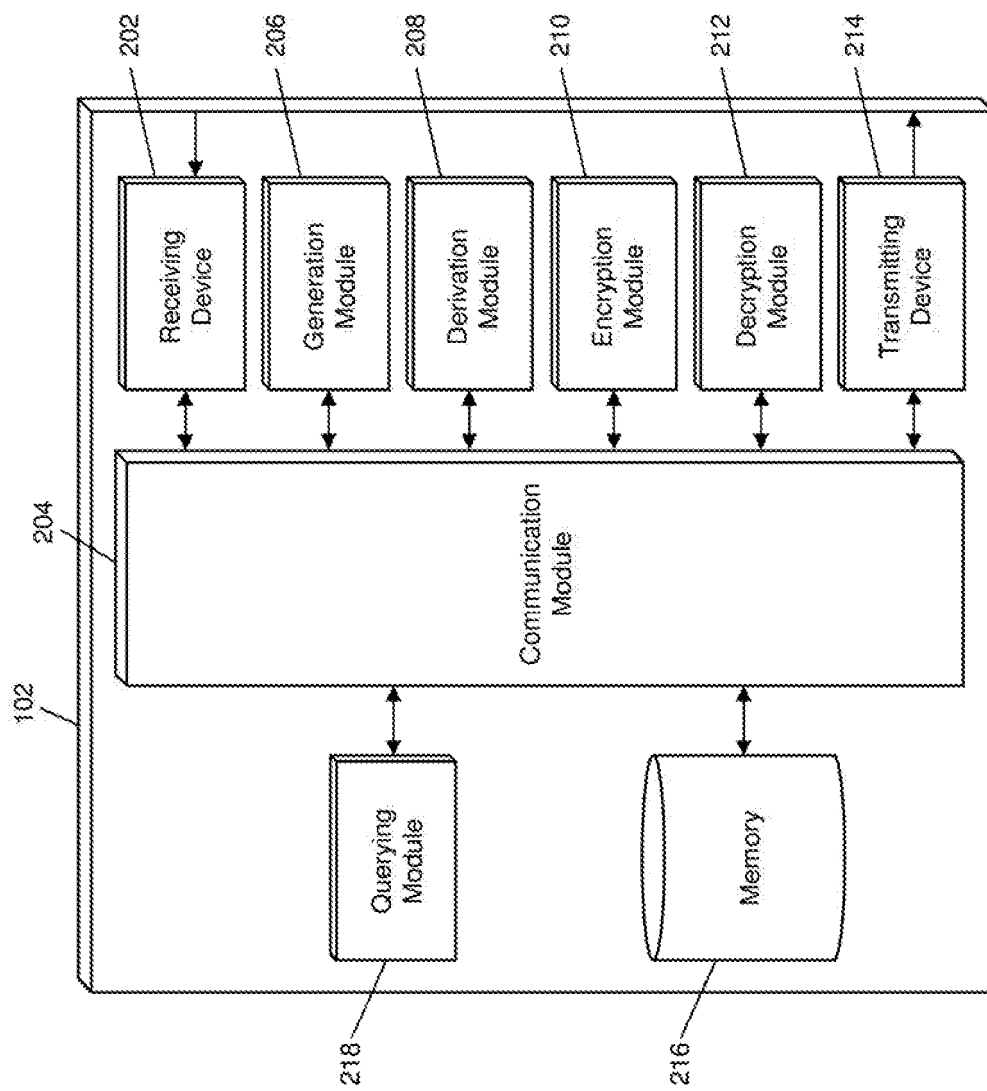 102
204
202
Receiving
Device
206
Generation
Module
208
Derivation
Module
210
Encryption
Module
212
Decryption
Module
214
Transmitting
Device
Communication
Module
Querying
Module
218
Memory
216